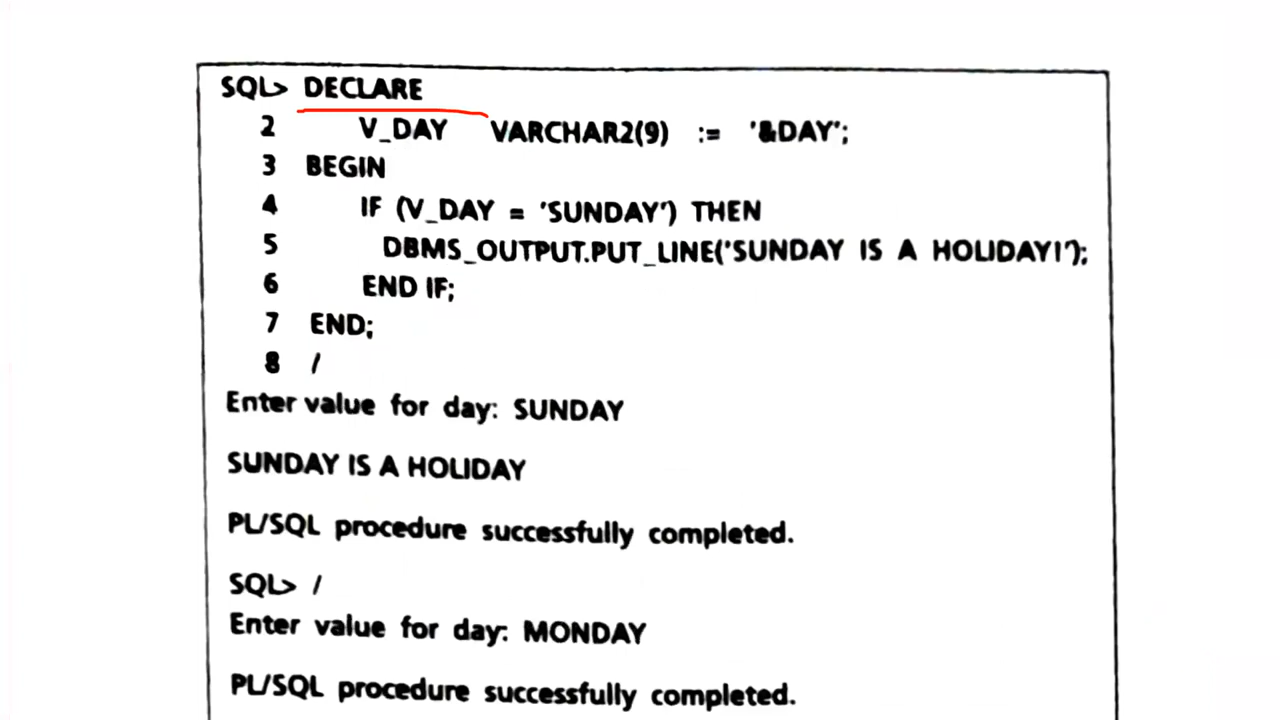 SQL> DECLARE
2 V_DAY VARCHAR2(9) := '&DAY';
3 BEGIN
4 IF (V_DAY = 'SUNDAY') THEN
5 DBMS_OUTPUT.PUT_LINE('SUNDAY IS A HOLIDAY!');
6 END IF;
7 END;
8 /
Enter value for day: SUNDAY
SUNDAY IS A HOLIDAY
PL/SQL procedure successfully completed.
SQL> /
Enter value for day: MONDAY
PL/SQL procedure successfully completed.